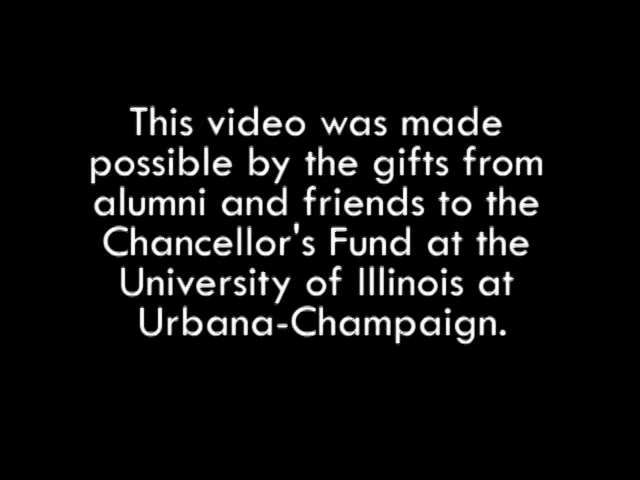 This video was made
possible by the gifts from
alumni and friends to the
Chancellor's Fund at the
University of Illinois at
Urbana-Champaign.